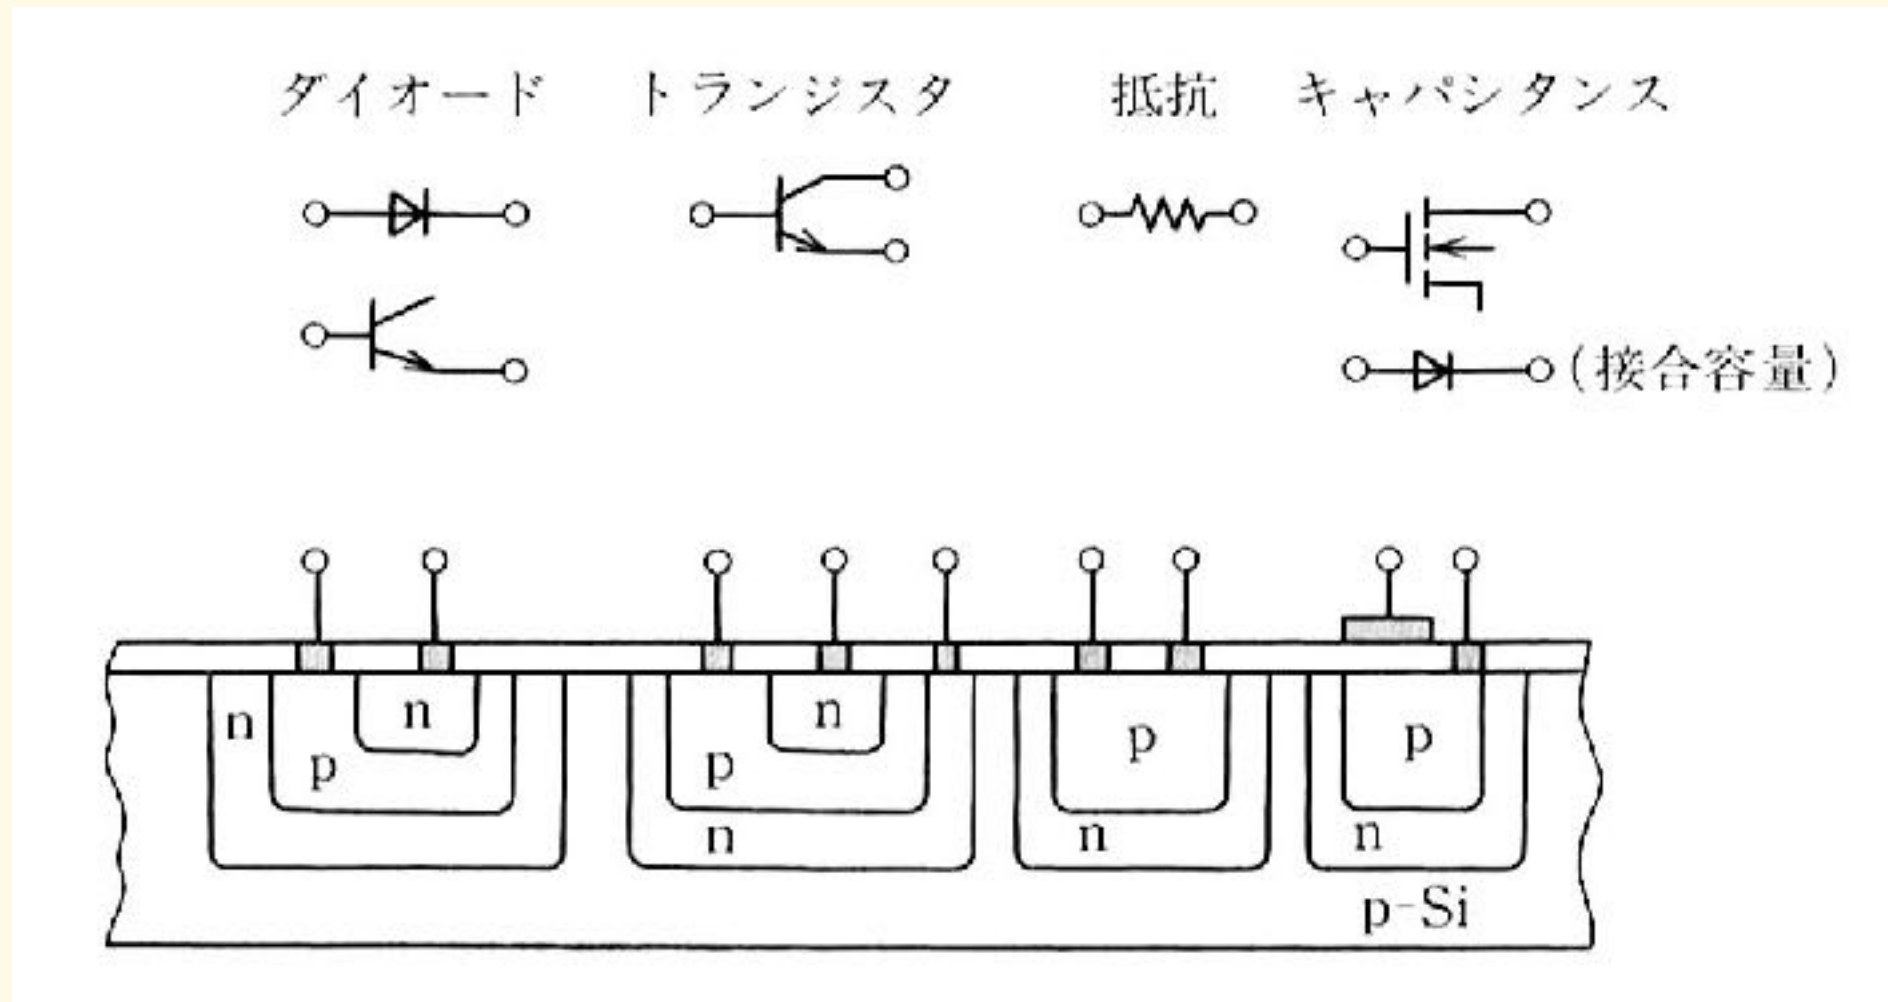 ダイオード トランジスタ 抵抗 キャパシタンス
(接合容量)
n n p
p n n
p n
p n
p-Si